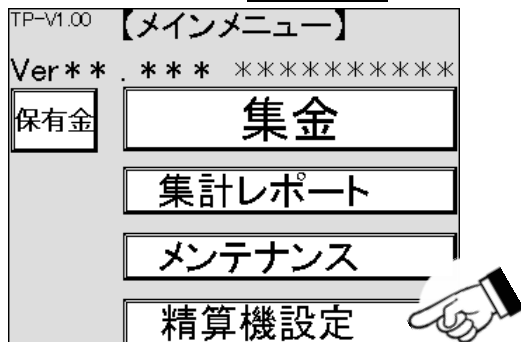 TP-V1.00 【メインメニュー】
Ver**.*** **********
保有金
集金
集計レポート
メンテナンス
精算機設定